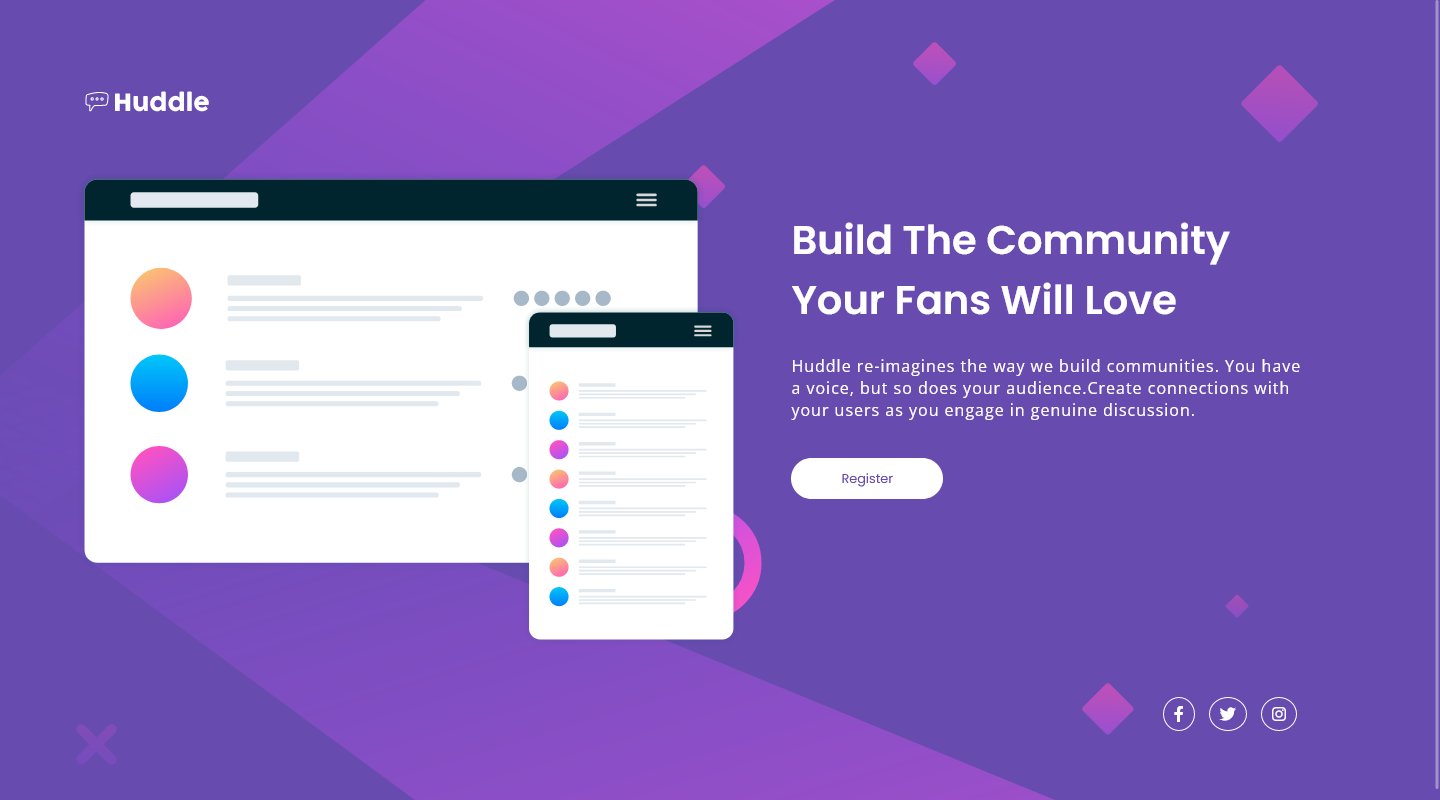 Huddle
Build The Community
Your Fans Will Love
Huddle re-imagines the way we build communities. You have
a voice, but so does your audience.Create connections with
your users as you engage in genuine discussion.
Register